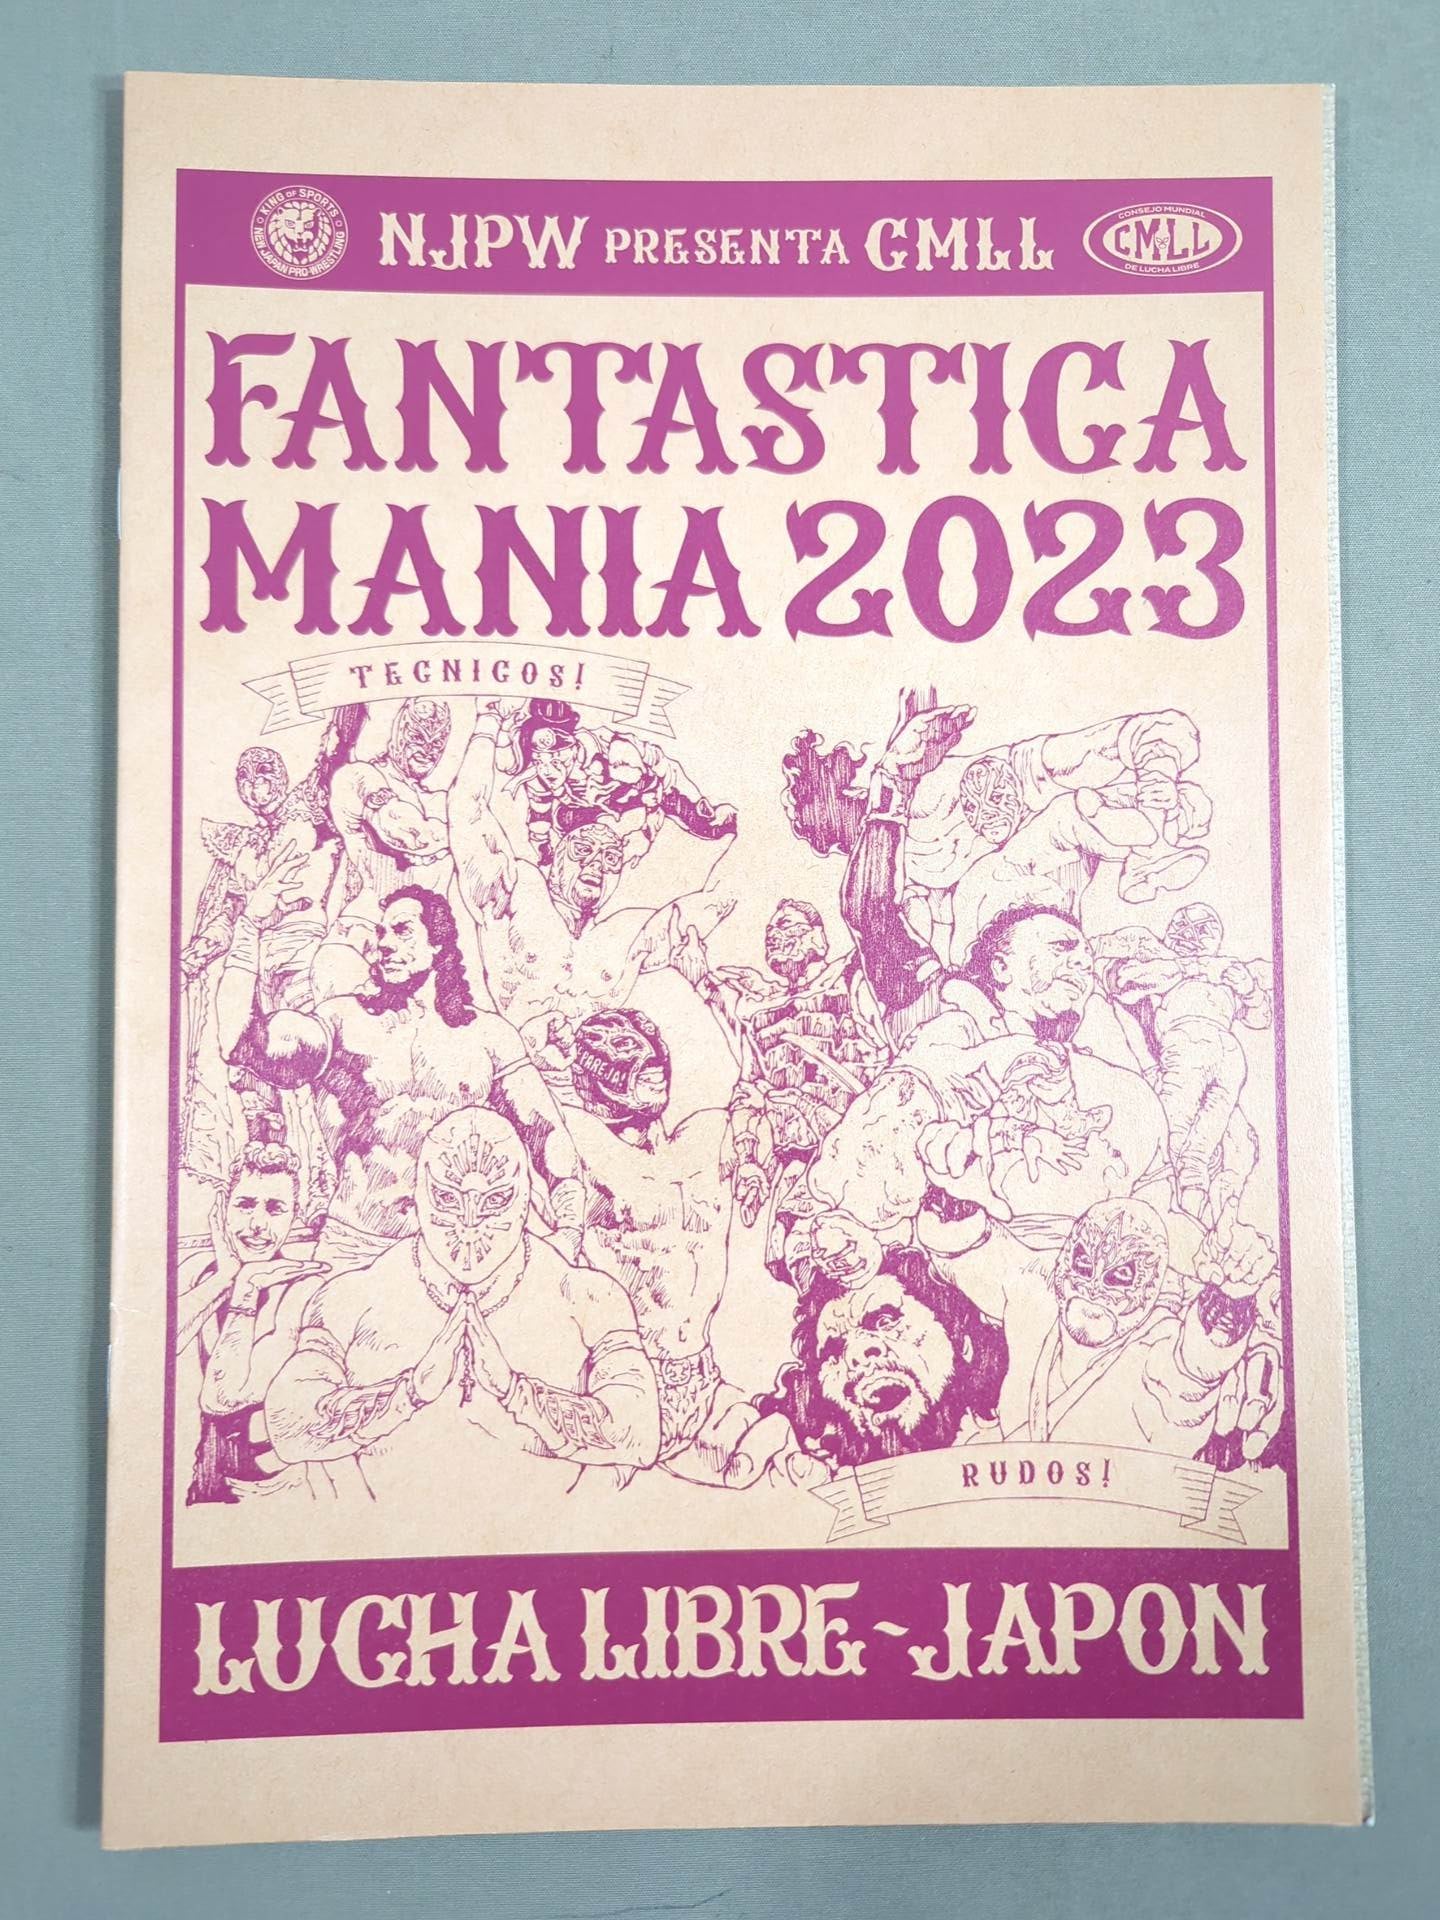 KING OF SPORTS
NEW JAPAN PRO-WRESTLING
NJPW PRESENTA CMLL
CONSEJO MUNDIAL
CMLL
DE LUCHA LIBRE
FANTASTICA
MANIA 2023
TECNICOS!
RUDOS!
LUCHA LIBRE ~ JAPON